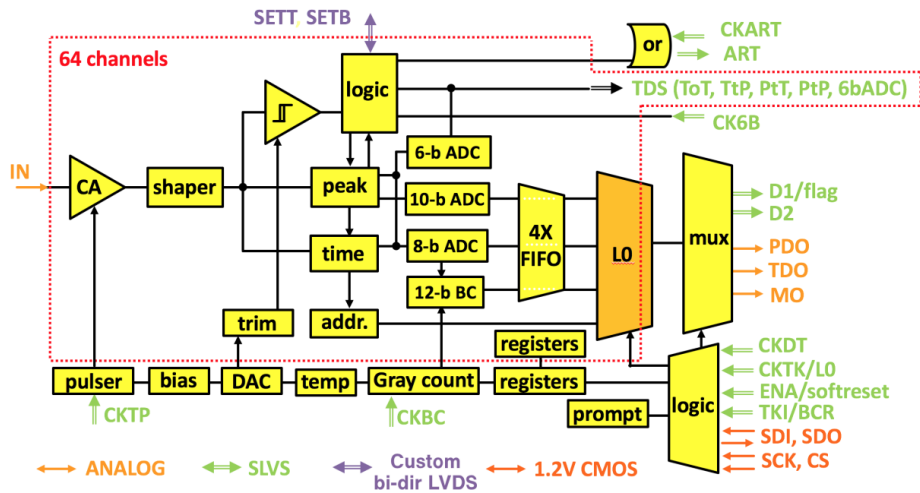 SETT, SETB
CKART
or
ART
64 channels
logic
TDS (ToT, TtP, PtT, PtP, 6bADC)
CK6B
6-b ADC
IN
CA
shaper
peak
10-b ADC
D1/flag
D2
4X
FIFO
L0
mux
time
8-b ADC
PDO
TDO
12-b BC
MO
trim
addr.
registers
CKDT
pulser
bias
DAC
temp
Gray count
registers
CKTK/L0
ENA/softreset
logic
prompt
TKI/BCR
CKTP
CKBC
SDI, SDO
SCK, CS
ANALOG
SLVS
Custom
bi-dir LVDS
1.2V CMOS